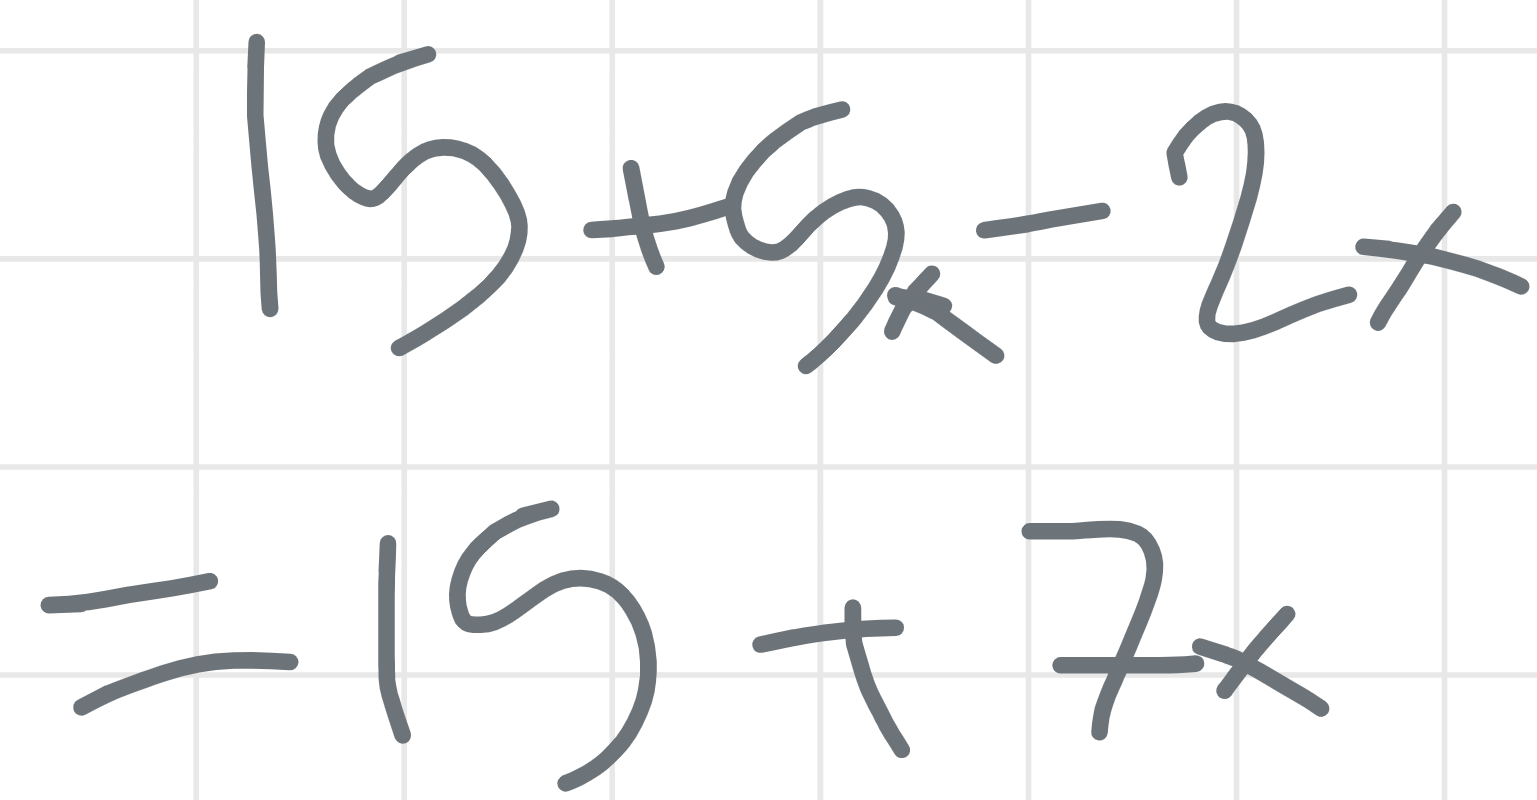 15 + 5x - 2x
= 15 + 7x